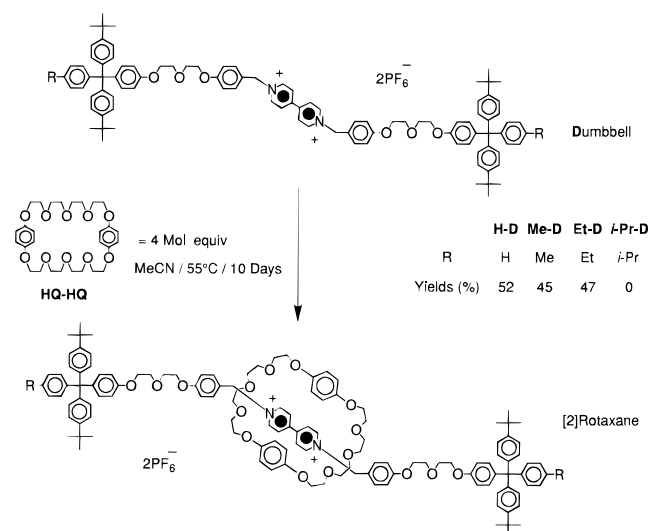 R
O O O
+
N
2PF6−
N
+
O O O
R
Dumbbell
O O O O O
O O O O O
HQ-HQ
= 4 Mol equiv
MeCN / 55°C / 10 Days
H-D Me-D Et-D i-Pr-D
R H Me Et i-Pr
Yields (%) 52 45 47 0
R
O O O
O O O O O
+
N
N
+
O O O O O
2PF6−
[2]Rotaxane
O O O
R